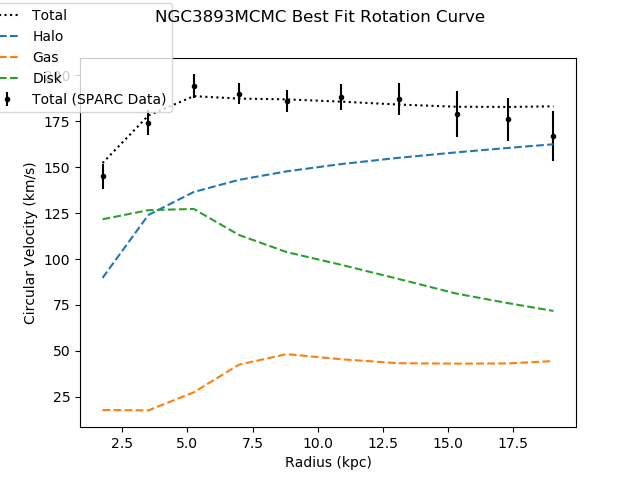 NGC3893MCMC Best Fit Rotation Curve
Total
Halo
Gas
Disk
Total (SPARC Data)
200
175
150
125
100
75
50
25
Circular Velocity (km/s)
2.5 5.0 7.5 10.0 12.5 15.0 17.5
Radius (kpc)